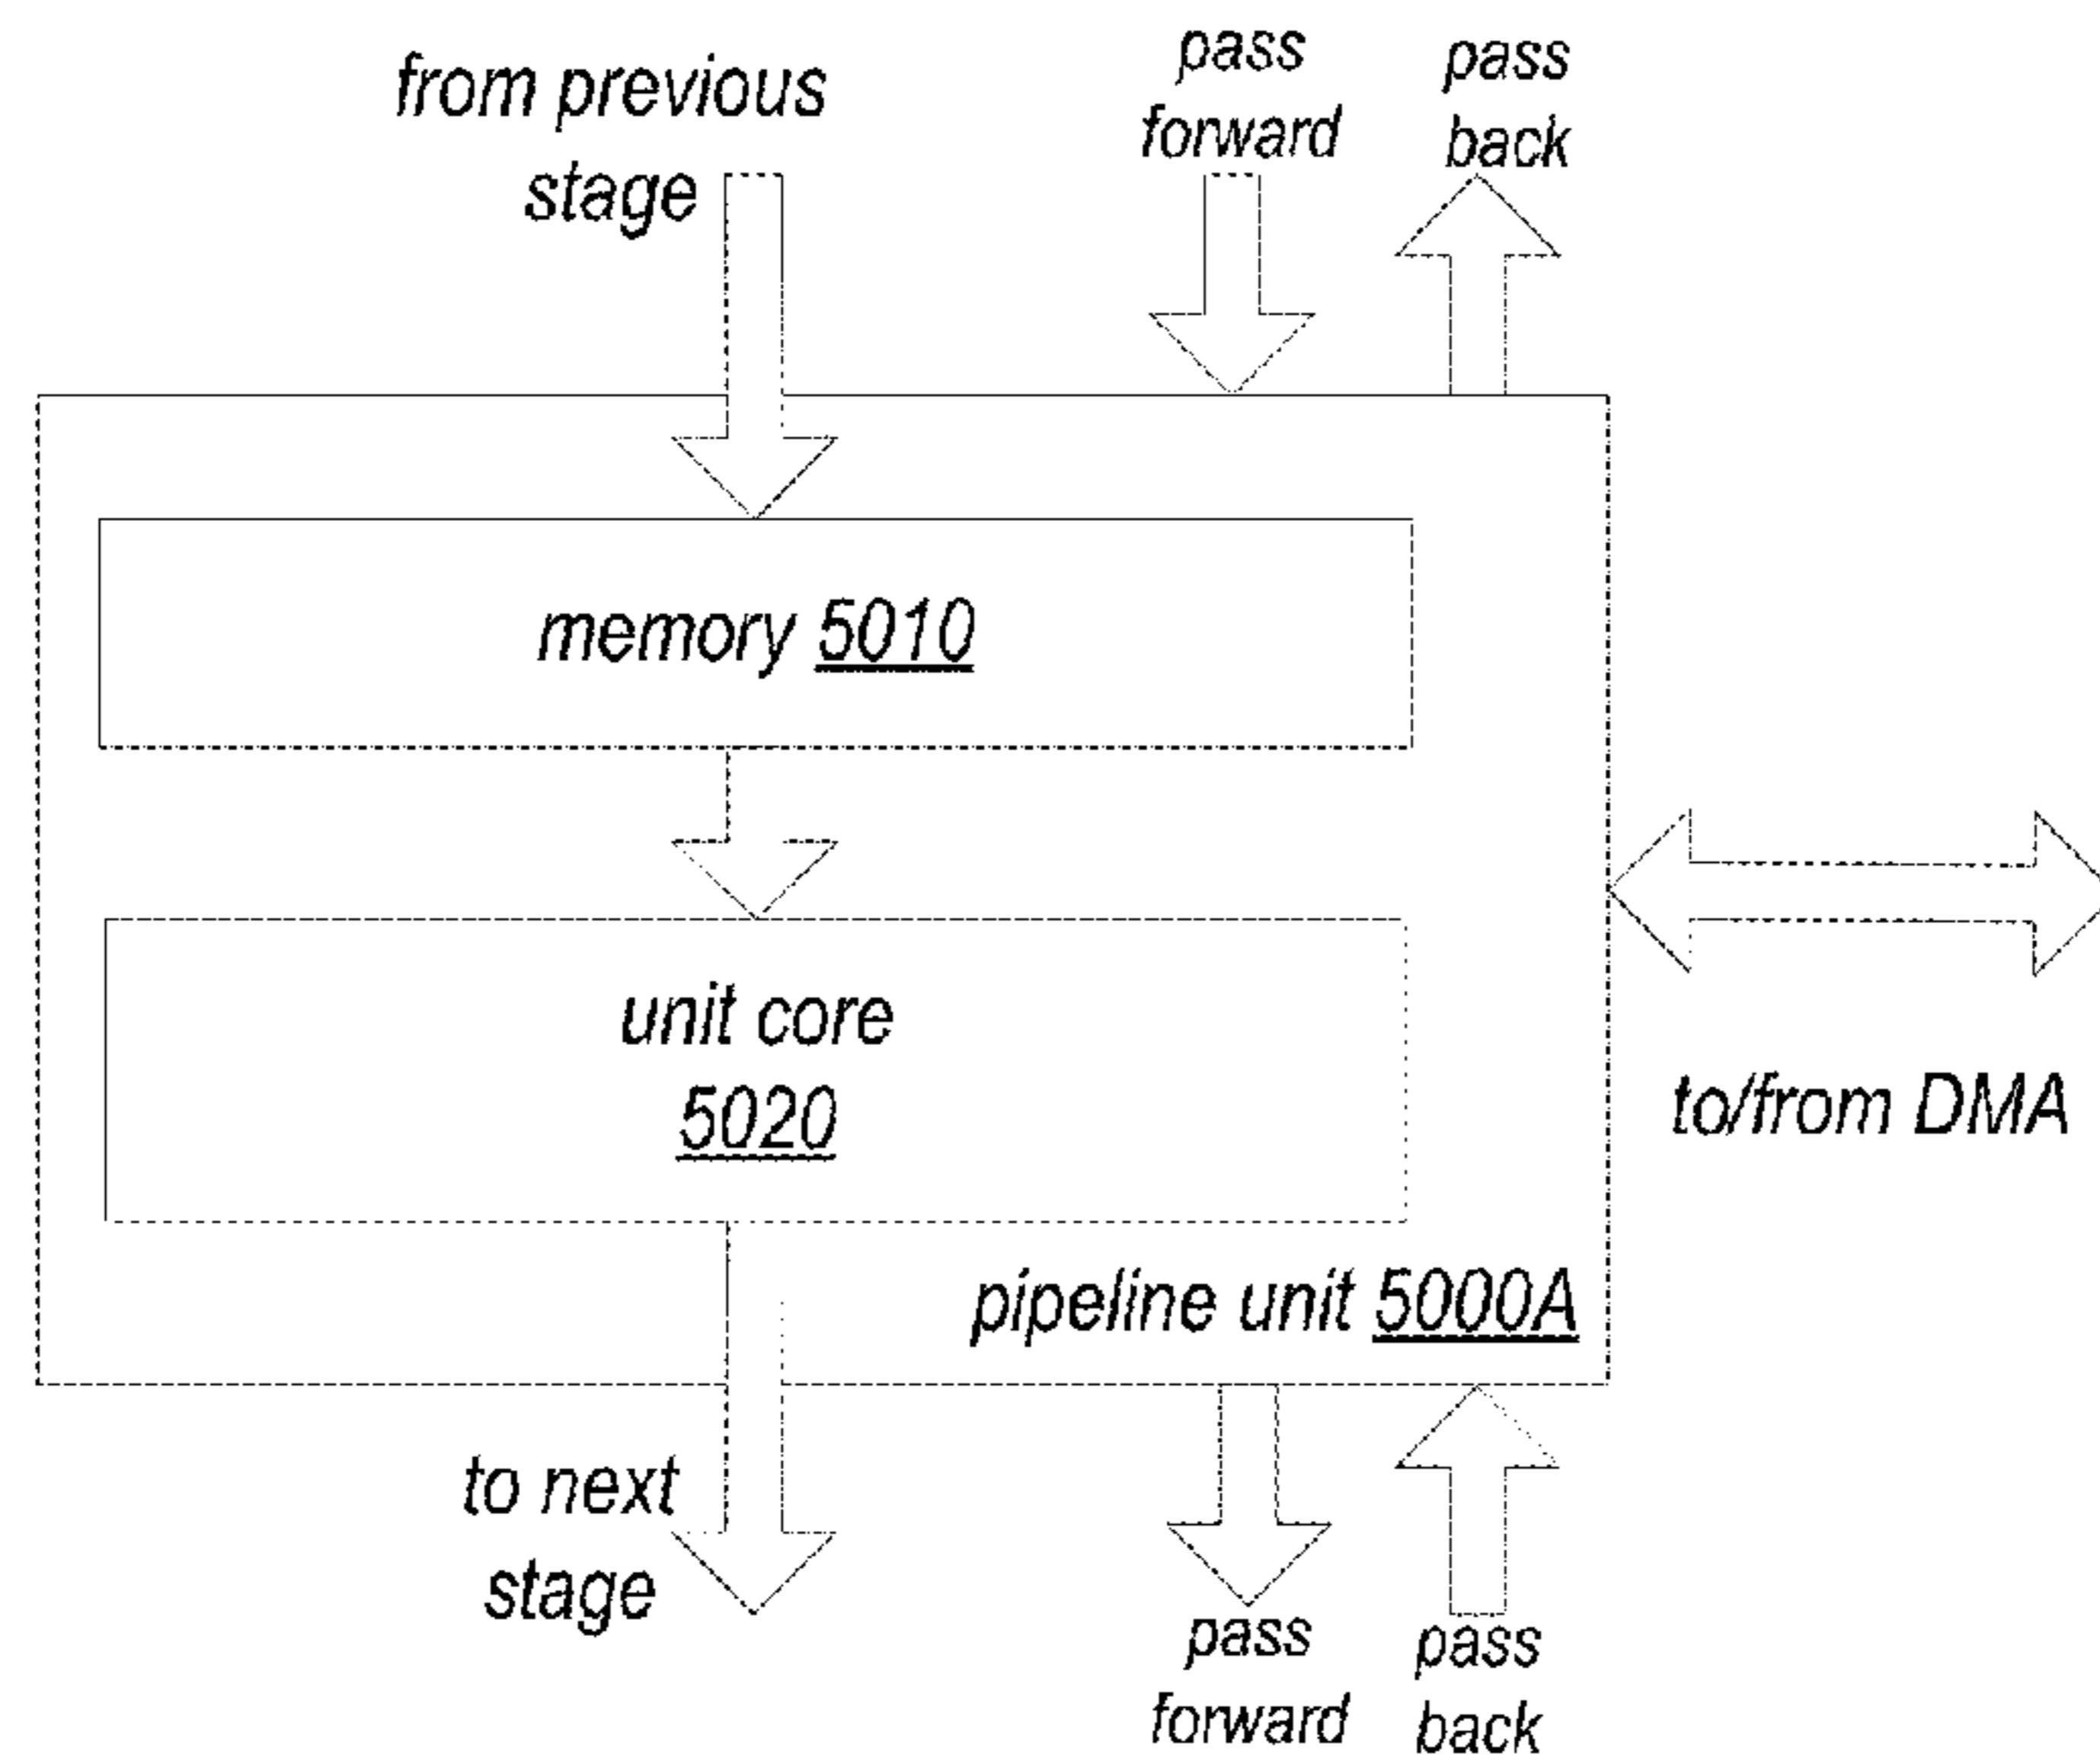 from previous
stage
pass
forward
pass
back
memory 5010
unit core
5020
to/from DMA
pipeline unit 5000A
to next
stage
pass
forward
pass
back